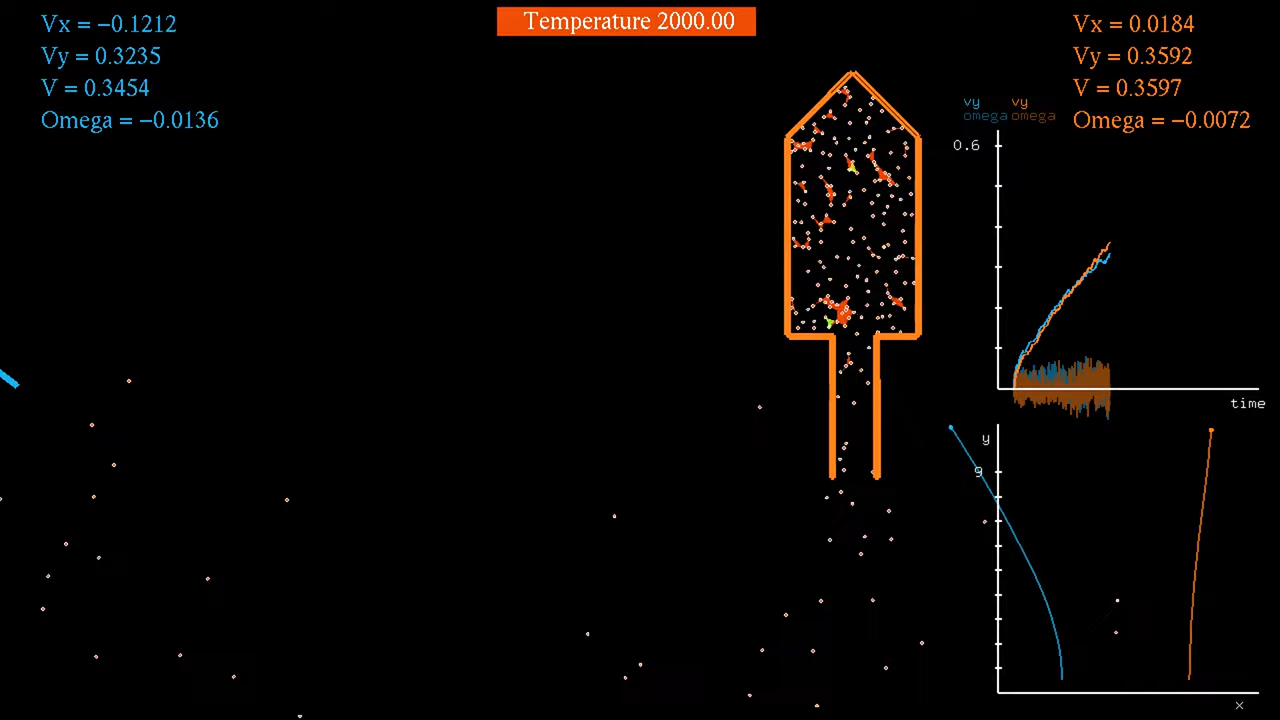 Vx = −0.1212
Vy = 0.3235
V = 0.3454
Omega = −0.0136
Temperature 2000.00
Vx = 0.0184
Vy = 0.3592
V = 0.3597
Omega = −0.0072
vy vy
omega omega
0.6
time
y
9
x